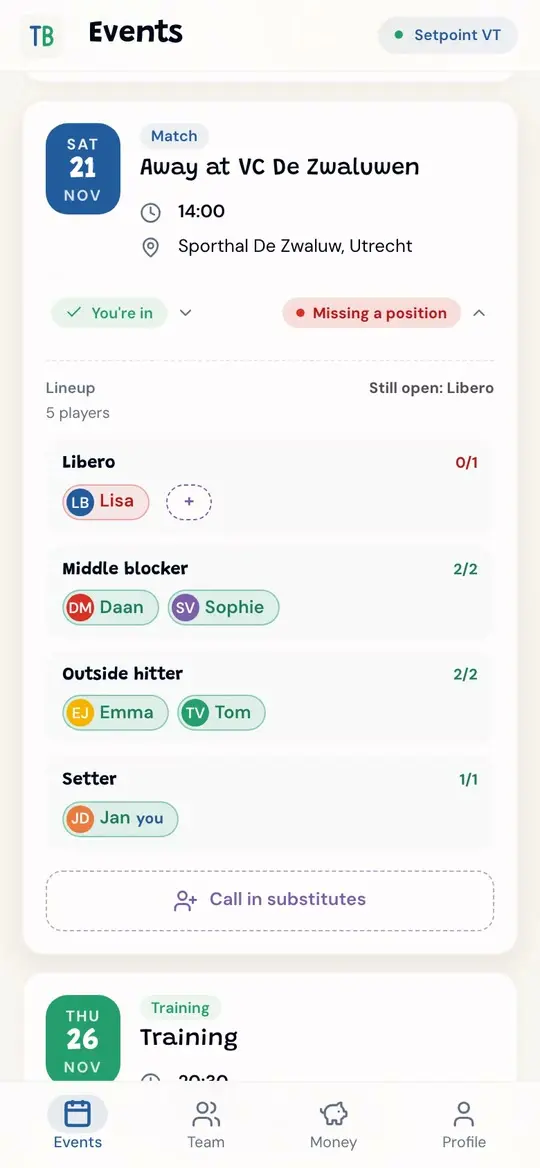 TB
Events
Setpoint VT
SAT
21
NOV
Match
Away at VC De Zwaluwen
14:00
Sporthal De Zwaluw, Utrecht
You're in
Missing a position
Lineup
Still open: Libero
5 players
Libero
0/1
LB Lisa
+
Middle blocker
2/2
DM Daan SV Sophie
Outside hitter
2/2
EJ Emma TV Tom
Setter
1/1
JD Jan you
Call in substitutes
THU
26
NOV
Training
Training
20:30
Events
Team
Money
Profile